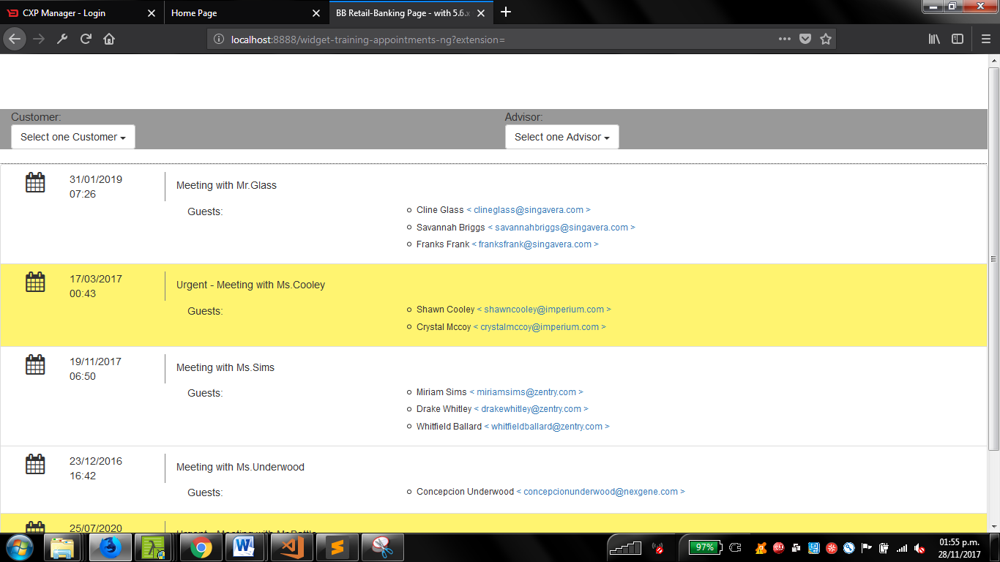 CXP Manager - Login
Home Page
BB Retail-Banking Page - with 5.6.x
localhost:8888/widget-training-appointments-ng?extension=
Customer:
Advisor:
Select one Customer
Select one Advisor
31/01/2019
07:26
Meeting with Mr.Glass
Guests:
Cline Glass < clineglass@singavera.com >
Savannah Briggs < savannahbriggs@singavera.com >
Franks Frank < franksfrank@singavera.com >
17/03/2017
00:43
Urgent - Meeting with Ms.Cooley
Guests:
Shawn Cooley < shawncooley@imperium.com >
Crystal Mccoy < crystalmccoy@imperium.com >
19/11/2017
06:50
Meeting with Ms.Sims
Guests:
Miriam Sims < miriamsims@zentry.com >
Drake Whitley < drakewhitley@zentry.com >
Whitfield Ballard < whitfieldballard@zentry.com >
23/12/2016
16:42
Meeting with Ms.Underwood
Guests:
Concepcion Underwood < concepcionunderwood@nexgene.com >
25/07/2020
Urgent - Meeting with
97%
01:55 p.m.
28/11/2017